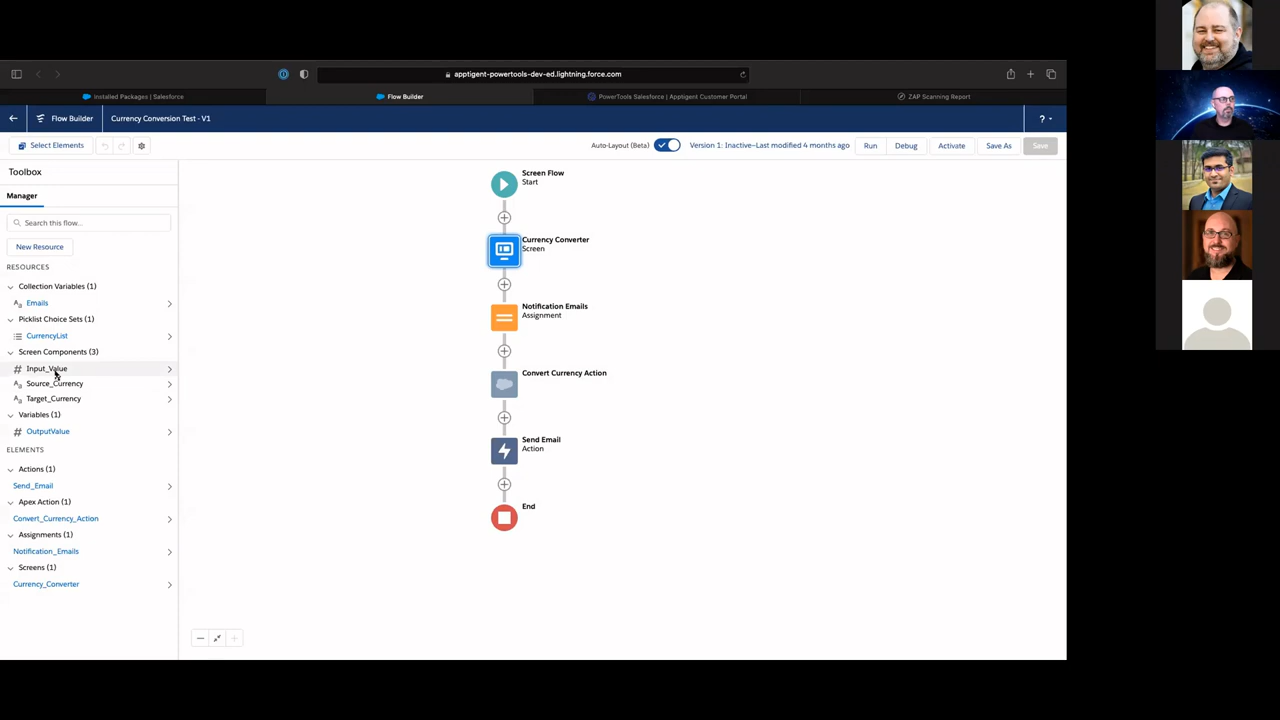 apptigent-powertools-dev-ed.lightning.force.com
Installed Packages | Salesforce
Flow Builder
PowerTools Salesforce | Apptigent Customer Portal
ZAP Scanning Report
Flow Builder
Currency Conversion Test - V1
?
Select Elements
Auto-Layout (Beta)
Version 1: Inactive–Last modified 4 months ago
Run
Debug
Activate
Save As
Save
Toolbox
Manager
Search this flow...
New Resource
RESOURCES
Collection Variables (1)
Emails
Picklist Choice Sets (1)
CurrencyList
Screen Components (3)
Input_Value
Source_Currency
Target_Currency
Variables (1)
OutputValue
ELEMENTS
Actions (1)
Send_Email
Apex Action (1)
Convert_Currency_Action
Assignments (1)
Notification_Emails
Screens (1)
Currency_Converter
Screen Flow
Start
Currency Converter
Screen
Notification Emails
Assignment
Convert Currency Action
Send Email
Action
End